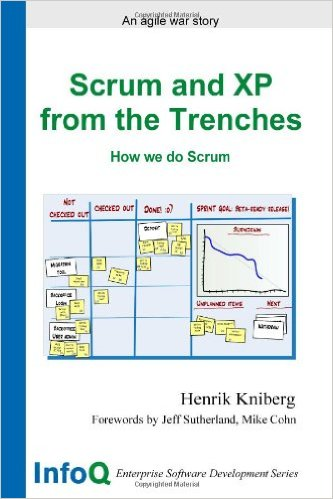 An agile war story
Scrum and XP
from the Trenches
How we do Scrum
NOT
CHECKED OUT
CHECKED OUT
DONE! :o)
SPRINT GOAL: BETA-READY RELEASE!
BURNDOWN
DEPOSIT
MIGRATION
TOOL
BACKOFFICE
LOGIN
BACKOFFICE
USER ADMIN
UNPLANNED ITEMS
NEXT
WITHDRAW
Henrik Kniberg
Forewords by Jeff Sutherland, Mike Cohn
InfoQ Enterprise Software Development Series